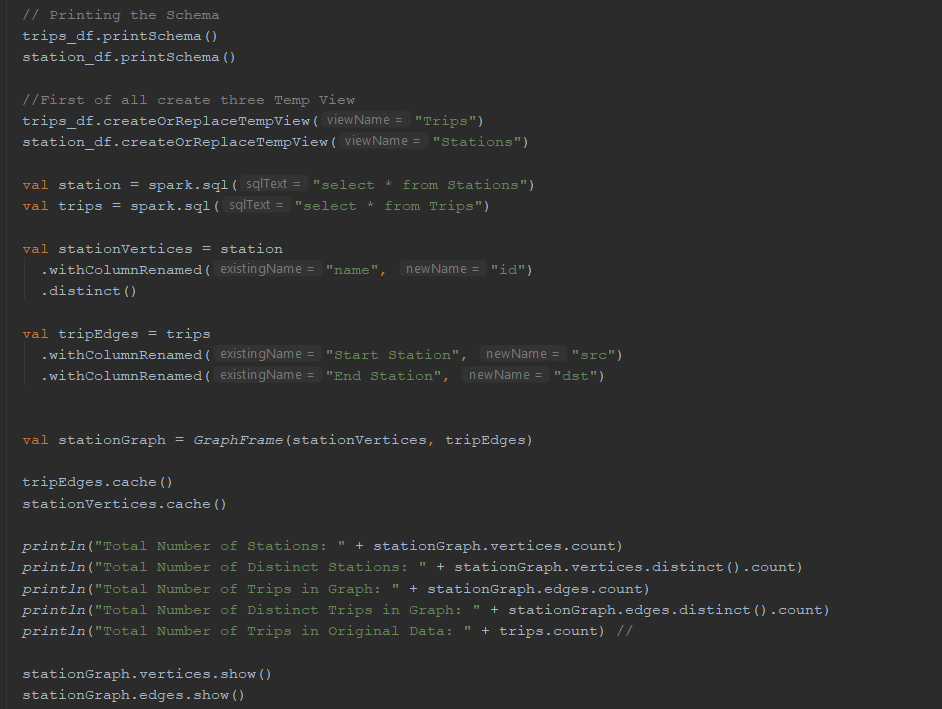 // Printing the Schema
trips_df.printSchema()
station_df.printSchema()
//First of all create three Temp View
trips_df.createOrReplaceTempView( viewName = "Trips")
station_df.createOrReplaceTempView( viewName = "Stations")
val station = spark.sql( sqlText = "select * from Stations")
val trips = spark.sql( sqlText = "select * from Trips")
val stationVertices = station
.withColumnRenamed( existingName = "name", newName = "id")
.distinct()
val tripEdges = trips
.withColumnRenamed( existingName = "Start Station", newName = "src")
.withColumnRenamed( existingName = "End Station", newName = "dst")
val stationGraph = GraphFrame(stationVertices, tripEdges)
tripEdges.cache()
stationVertices.cache()
println("Total Number of Stations: " + stationGraph.vertices.count)
println("Total Number of Distinct Stations: " + stationGraph.vertices.distinct().count)
println("Total Number of Trips in Graph: " + stationGraph.edges.count)
println("Total Number of Distinct Trips in Graph: " + stationGraph.edges.distinct().count)
println("Total Number of Trips in Original Data: " + trips.count) //
stationGraph.vertices.show()
stationGraph.edges.show()